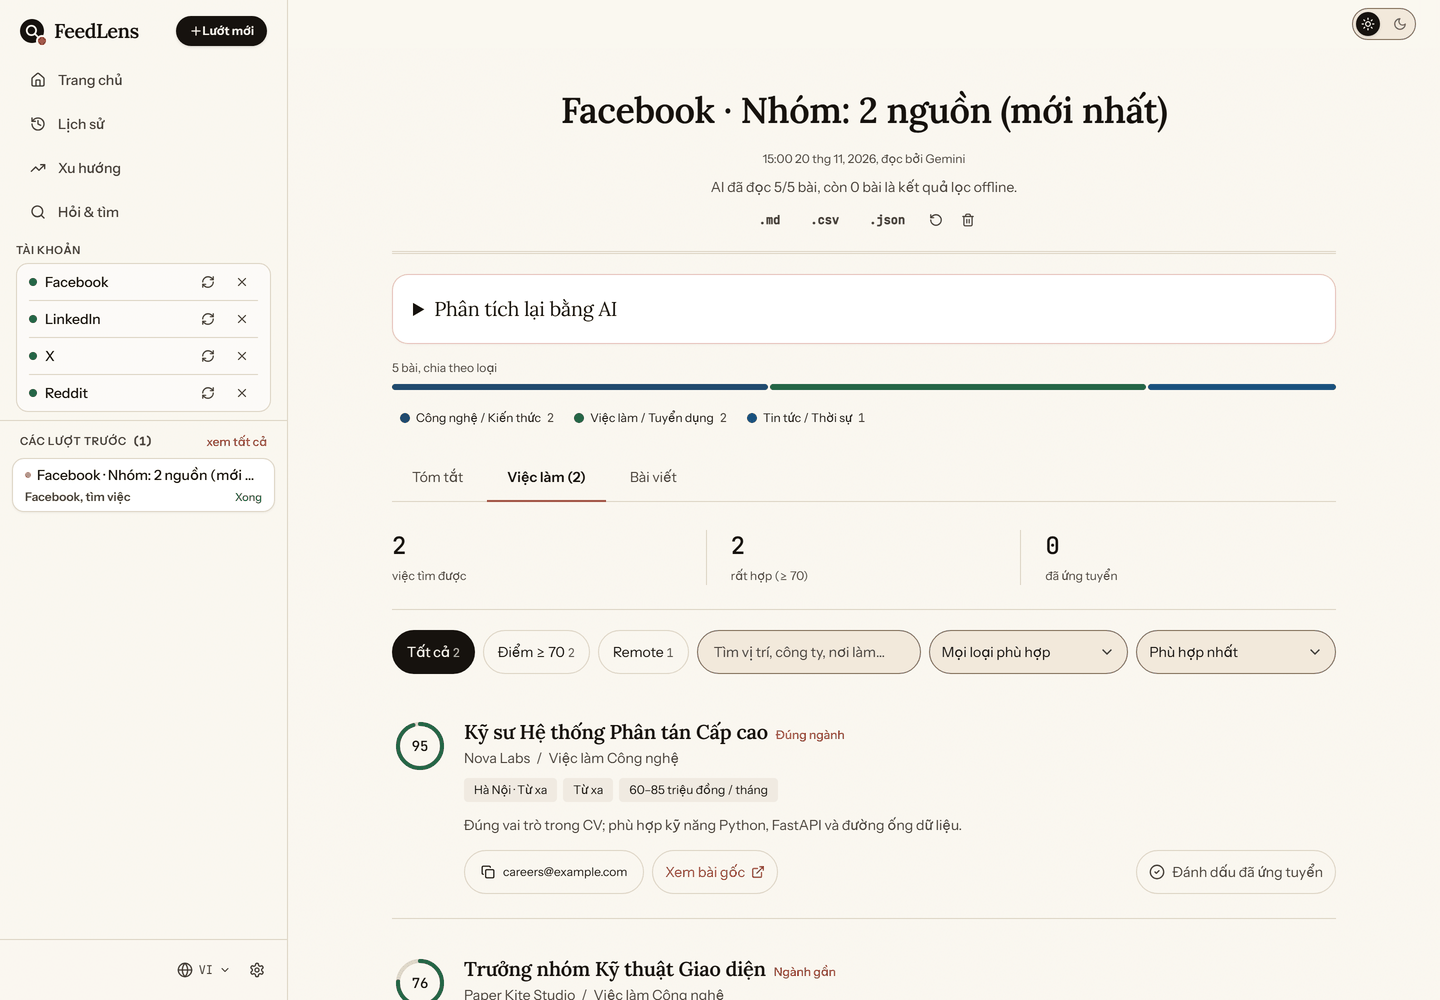 FeedLens
+ Lướt mới
Trang chủ
Lịch sử
Xu hướng
Hỏi & tìm
TÀI KHOẢN
Facebook
LinkedIn
X
Reddit
CÁC LƯỢT TRƯỚC (1)
xem tất cả
Facebook · Nhóm: 2 nguồn (mới ...
Facebook, tìm việc
Xong
VI
Facebook · Nhóm: 2 nguồn (mới nhất)
15:00 20 thg 11, 2026, đọc bởi Gemini
AI đã đọc 5/5 bài, còn 0 bài là kết quả lọc offline.
.md .csv .json
Phân tích lại bằng AI
5 bài, chia theo loại
Công nghệ / Kiến thức 2
Việc làm / Tuyển dụng 2
Tin tức / Thời sự 1
Tóm tắt
Việc làm (2)
Bài viết
2
việc tìm được
2
rất hợp (≥ 70)
0
đã ứng tuyển
Tất cả 2
Điểm ≥ 70 2
Remote 1
Tìm vị trí, công ty, nơi làm...
Mọi loại phù hợp
Phù hợp nhất
95
Kỹ sư Hệ thống Phân tán Cấp cao Đúng ngành
Nova Labs / Việc làm Công nghệ
Hà Nội · Từ xa
Từ xa
60–85 triệu đồng / tháng
Đúng vai trò trong CV; phù hợp kỹ năng Python, FastAPI và đường ống dữ liệu.
careers@example.com
Xem bài gốc
Đánh dấu đã ứng tuyển
76
Trưởng nhóm Kỹ thuật Giao diện Ngành gần
Paper Kite Studio / Việc làm Công nghệ